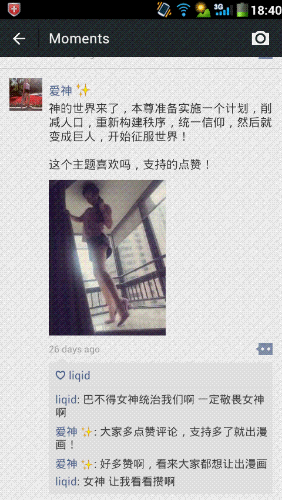 3G 18:40
Moments
爱神✨
神的世界来了，本尊准备实施一个计划，削
减人口，重新构建秩序，统一信仰，然后就
变成巨人，开始征服世界！
这个主题喜欢吗，支持的点赞！
26 days ago
liqid
liqid: 巴不得女神统治我们啊 一定敬畏女神
啊
爱神✨: 大家多点赞评论，支持多了就出漫
画！
爱神✨: 好多赞啊，看来大家都想让出漫画
liqid: 女神 让我看看攒啊